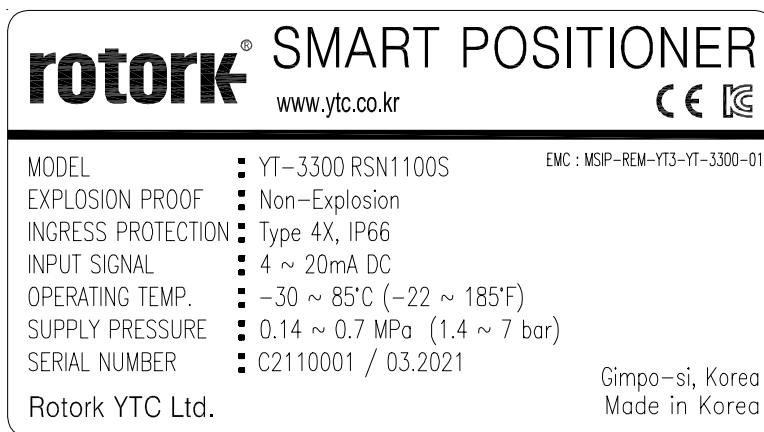 rotork® SMART POSITIONER
www.ytc.co.kr
CE KC
MODEL : YT-3300 RSN1100S EMC : MSIP-REM-YT3-YT-3300-01
EXPLOSION PROOF : Non-Explosion
INGRESS PROTECTION : Type 4X, IP66
INPUT SIGNAL : 4 ~ 20mA DC
OPERATING TEMP. : -30 ~ 85°C (-22 ~ 185°F)
SUPPLY PRESSURE : 0.14 ~ 0.7 MPa (1.4 ~ 7 bar)
SERIAL NUMBER : C2110001 / 03.2021
Gimpo-si, Korea
Rotork YTC Ltd. Made in Korea